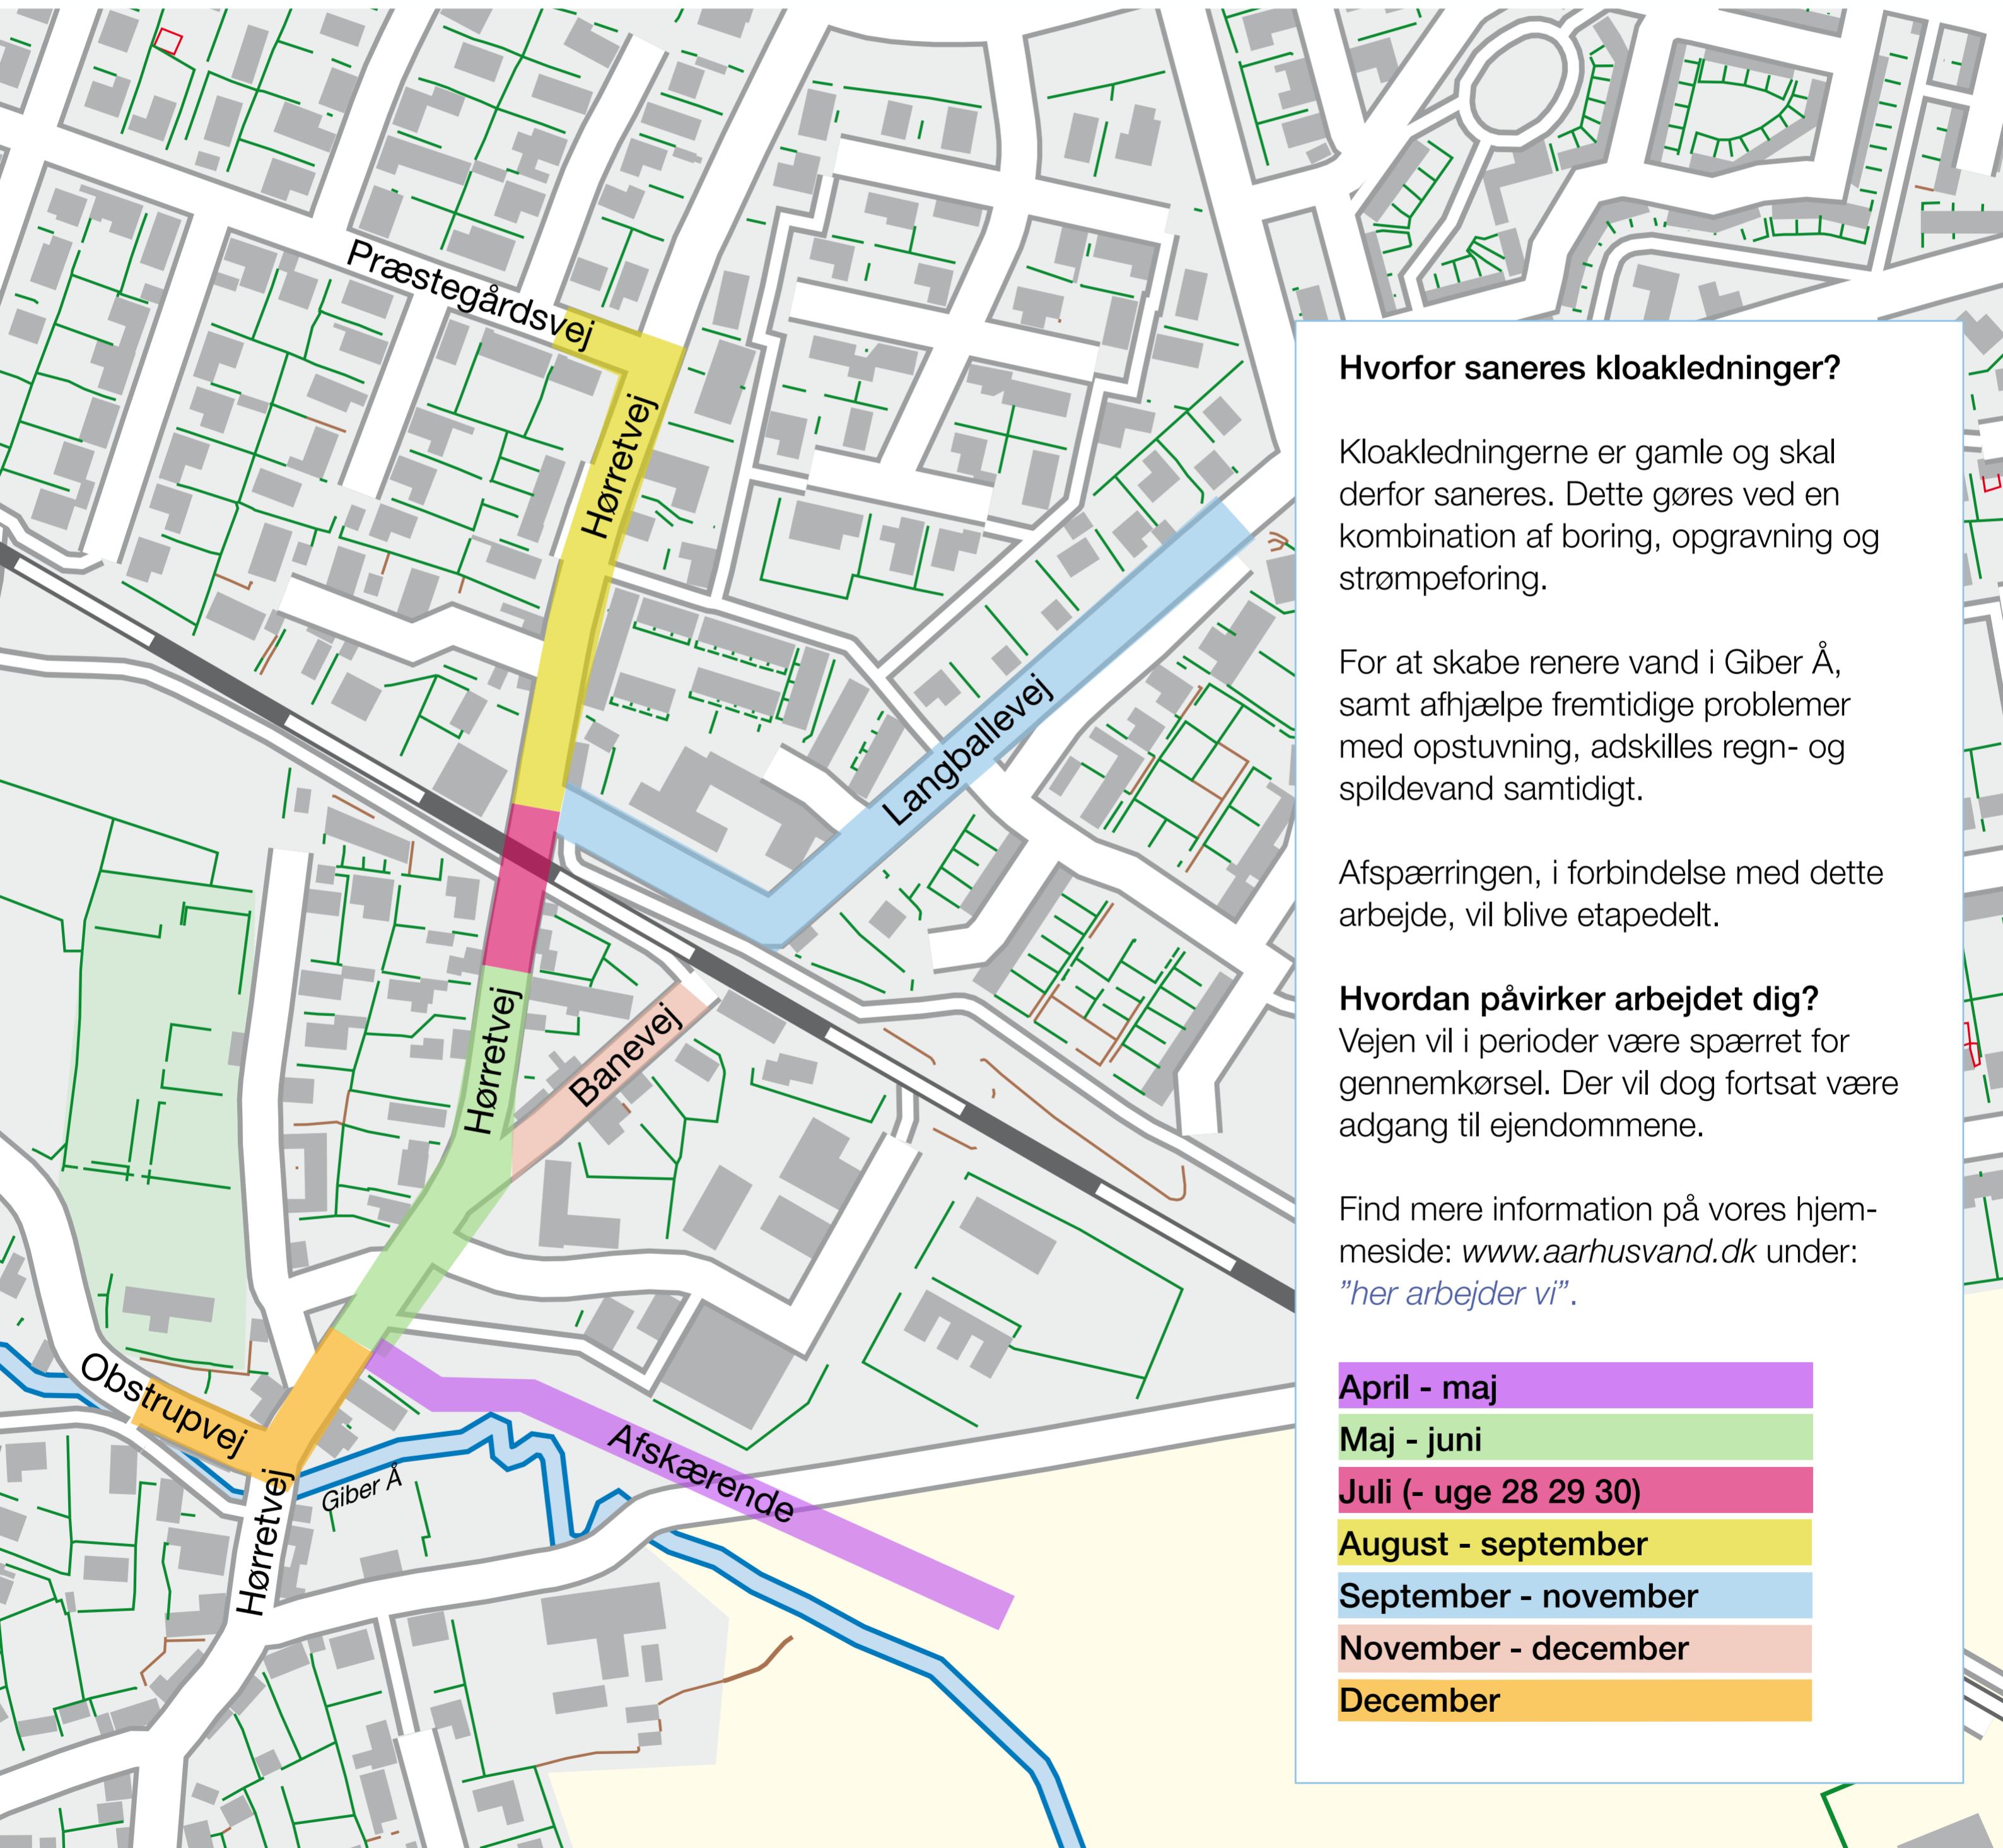 Præstegårdsvej
Hørretvej
Langballevej
Hørretvej
Banevej
Obstrupvej
Afskærende
Giber Å
Hørretvej
Hvorfor saneres kloakledninger?
Kloakledningerne er gamle og skal
derfor saneres. Dette gøres ved en
kombination af boring, opgravning og
strømpeforing.
For at skabe renere vand i Giber Å,
samt afhjælpe fremtidige problemer
med opstuvning, adskilles regn- og
spildevand samtidigt.
Afspærringen, i forbindelse med dette
arbejde, vil blive etapedelt.
Hvordan påvirker arbejdet dig?
Vejen vil i perioder være spærret for
gennemkørsel. Der vil dog fortsat være
adgang til ejendommene.
Find mere information på vores hjem-
meside: www.aarhusvand.dk under:
”her arbejder vi”.
April - maj
Maj - juni
Juli (- uge 28 29 30)
August - september
September - november
November - december
December